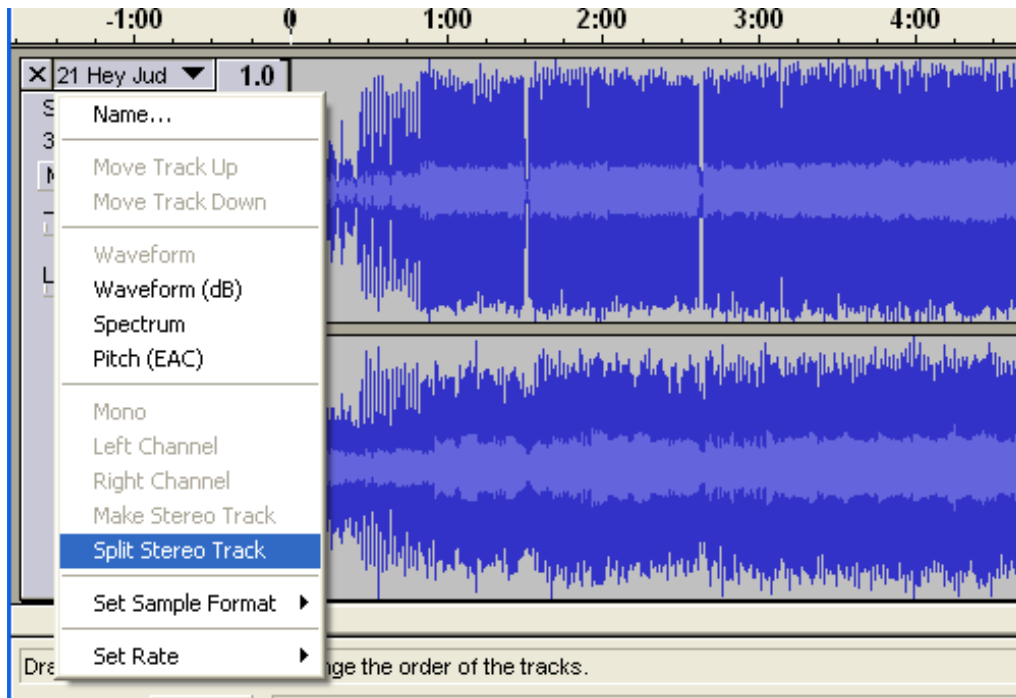 -1:00 0 1:00 2:00 3:00 4:00
21 Hey Jud 1.0
S
3
Name...
Move Track Up
M
Move Track Down
Waveform
L
Waveform (dB)
Spectrum
Pitch (EAC)
Mono
Left Channel
Right Channel
Make Stereo Track
Split Stereo Track
Set Sample Format
Set Rate
Dra nge the order of the tracks.